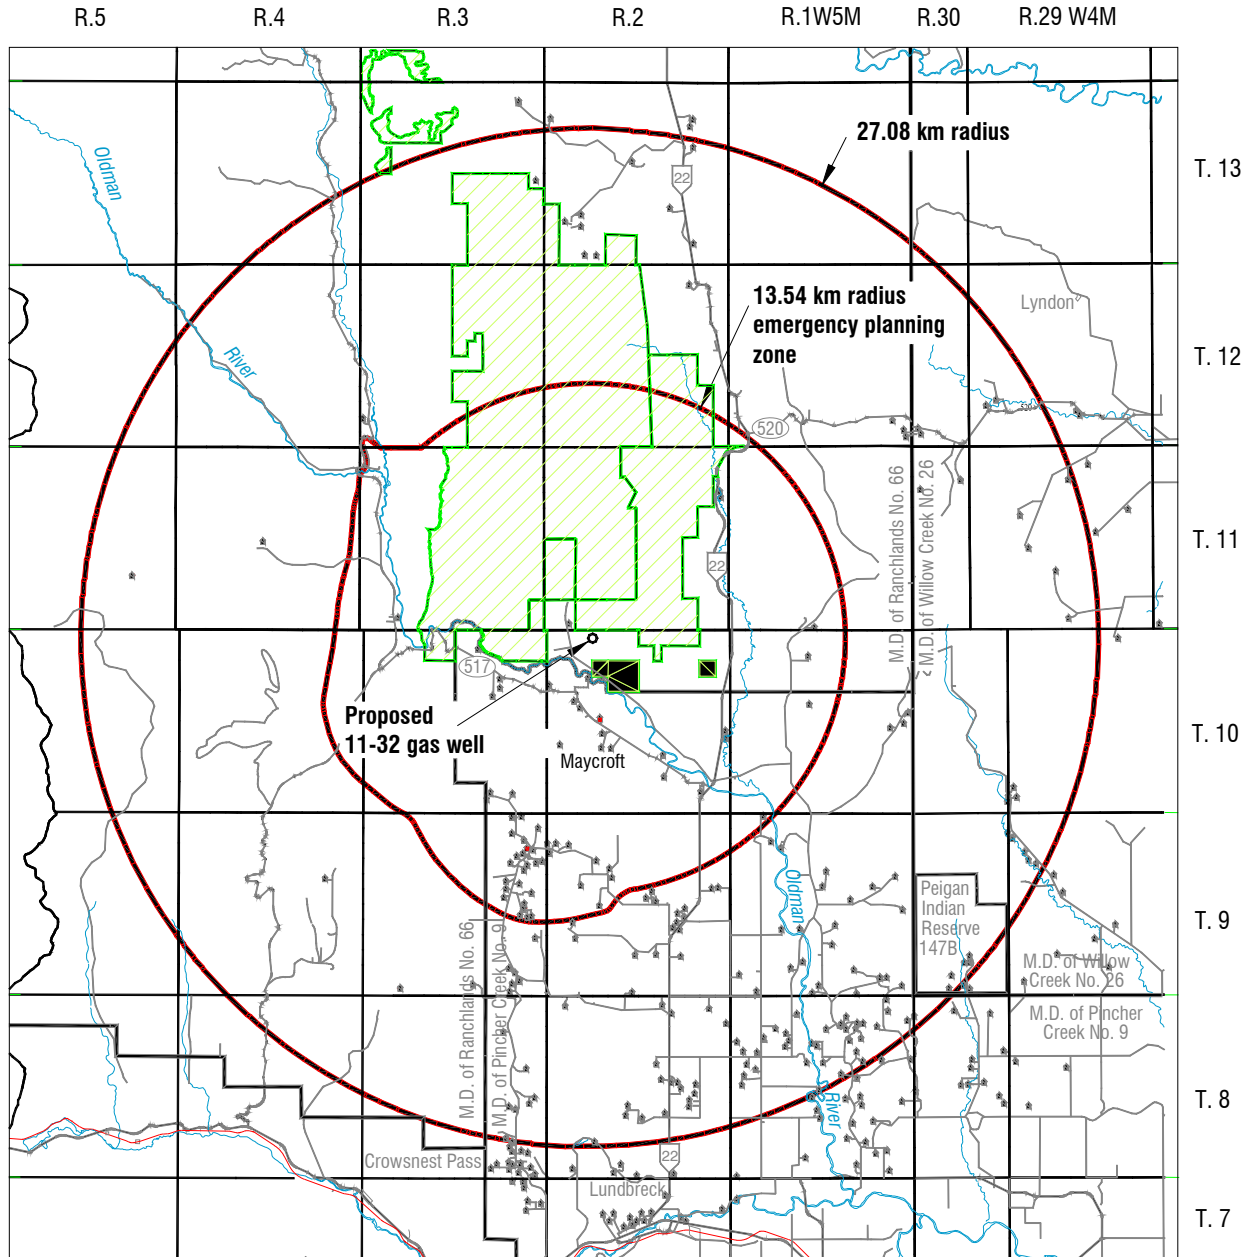 R.5
R.4
R.3
R.2
R.1W5M
R.30
R.29 W4M
27.08 km radius
T. 13
Oldman
22
13.54 km radius
emergency planning
zone
Lyndon
River
T. 12
520
M.D. of Ranchlands No. 66
M.D. of Willow Creek No. 26
T. 11
22
517
Proposed
11-32 gas well
Maycroft
T. 10
Oldman
Peigan
Indian
Reserve
147B
T. 9
M.D. of Ranchlands No. 66
M.D. of Pincher Creek No. 9
M.D. of Willow
Creek No. 26
M.D. of Pincher
Creek No. 9
River
T. 8
Crowsnest Pass
22
Lundbreck
T. 7